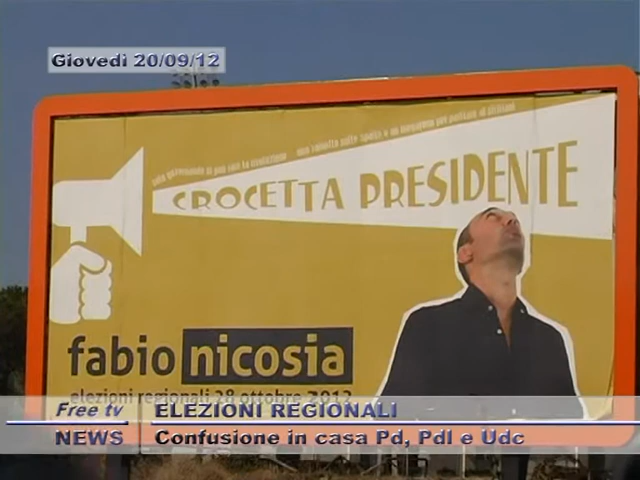 Giovedì 20/09/12
CROCETTA PRESIDENTE
fabio nicosia
elezioni regionali 28 ottobre 2012
Free tv
ELEZIONI REGIONALI
NEWS
Confusione in casa Pd, Pdl e Udc